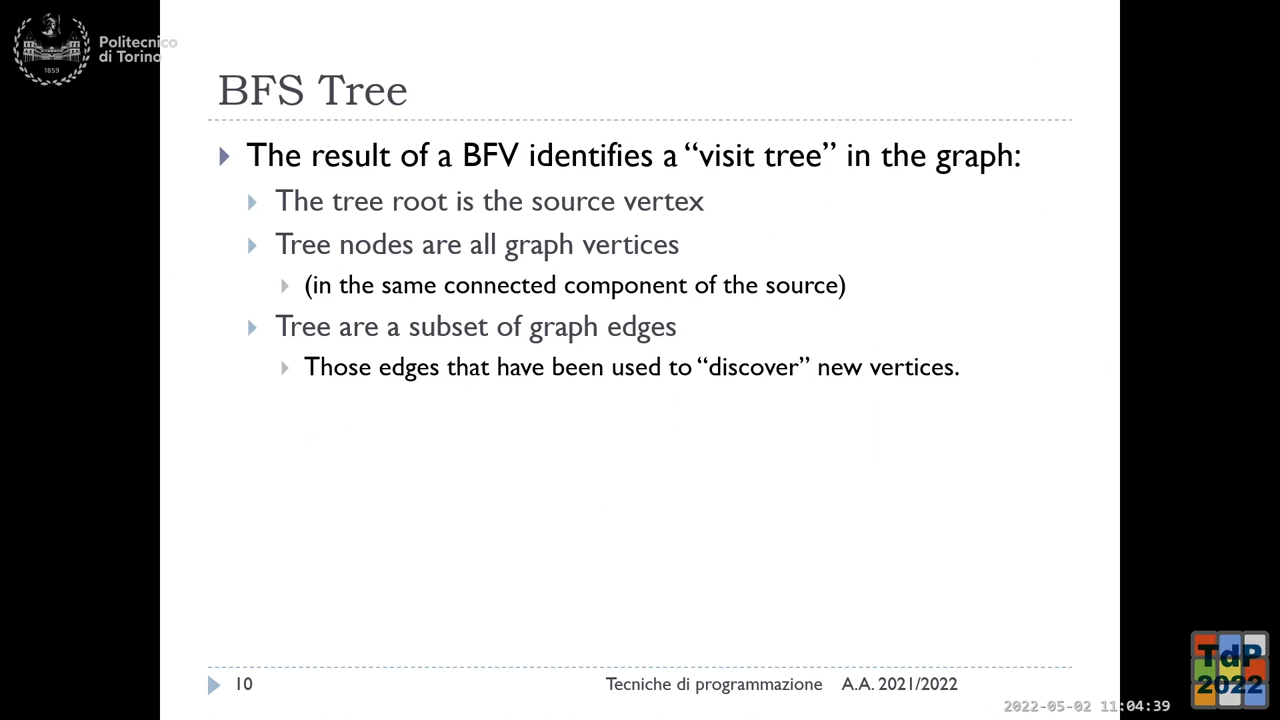 Politecnico
di Torino
1859
BFS Tree
The result of a BFV identifies a “visit tree” in the graph:
The tree root is the source vertex
Tree nodes are all graph vertices
(in the same connected component of the source)
Tree are a subset of graph edges
Those edges that have been used to “discover” new vertices.
10
Tecniche di programmazione A.A. 2021/2022
2022-05-02 11:04:39
TdP
2022